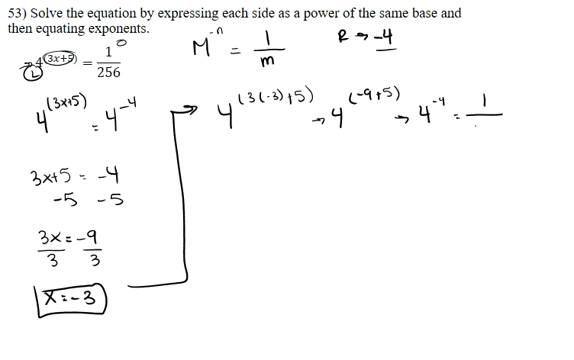 53) Solve the equation by expressing each side as a power of the same base and
then equating exponents.
4^(3x+5) = 1/256
M^-n = 1/m
R → -4
4^(3x+5) = 4^-4
3x+5 = -4
-5 -5
3x = -9
3 3
x = -3
→ 4^(3(-3)+5) → 4^(-9+5) → 4^-4 = 1/